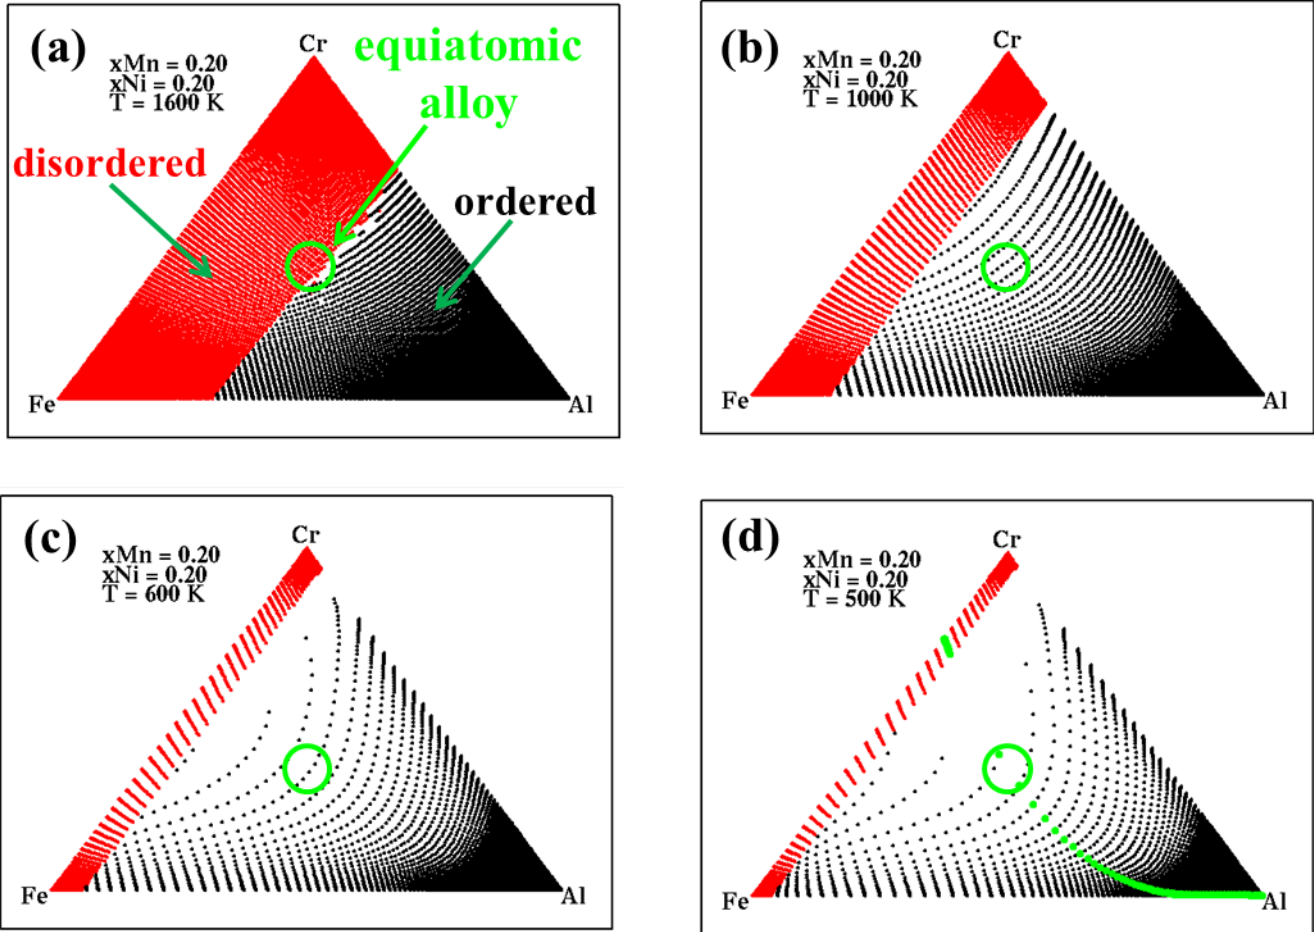 (a)
xMn = 0.20
xNi = 0.20
T = 1600 K
Cr
equiatomic
alloy
disordered
ordered
Fe
Al
(b)
xMn = 0.20
xNi = 0.20
T = 1000 K
Cr
Fe
Al
(c)
xMn = 0.20
xNi = 0.20
T = 600 K
Cr
Fe
Al
(d)
xMn = 0.20
xNi = 0.20
T = 500 K
Cr
Fe
Al